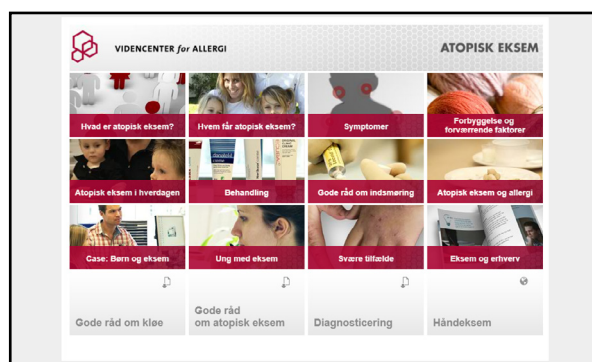 VIDENCENTER for ALLERGI
ATOPISK EKSEM
Hvad er atopisk eksem?
Hvem får atopisk eksem?
Symptomer
Forbyggelse og
forværrende faktorer
Atopisk eksem i hverdagen
Behandling
Gode råd om indsmøring
Atopisk eksem og allergi
Case: Børn og eksem
Ung med eksem
Svære tilfælde
Eksem og erhverv
Gode råd om kløe
Gode råd
om atopisk eksem
Diagnosticering
Håndeksem